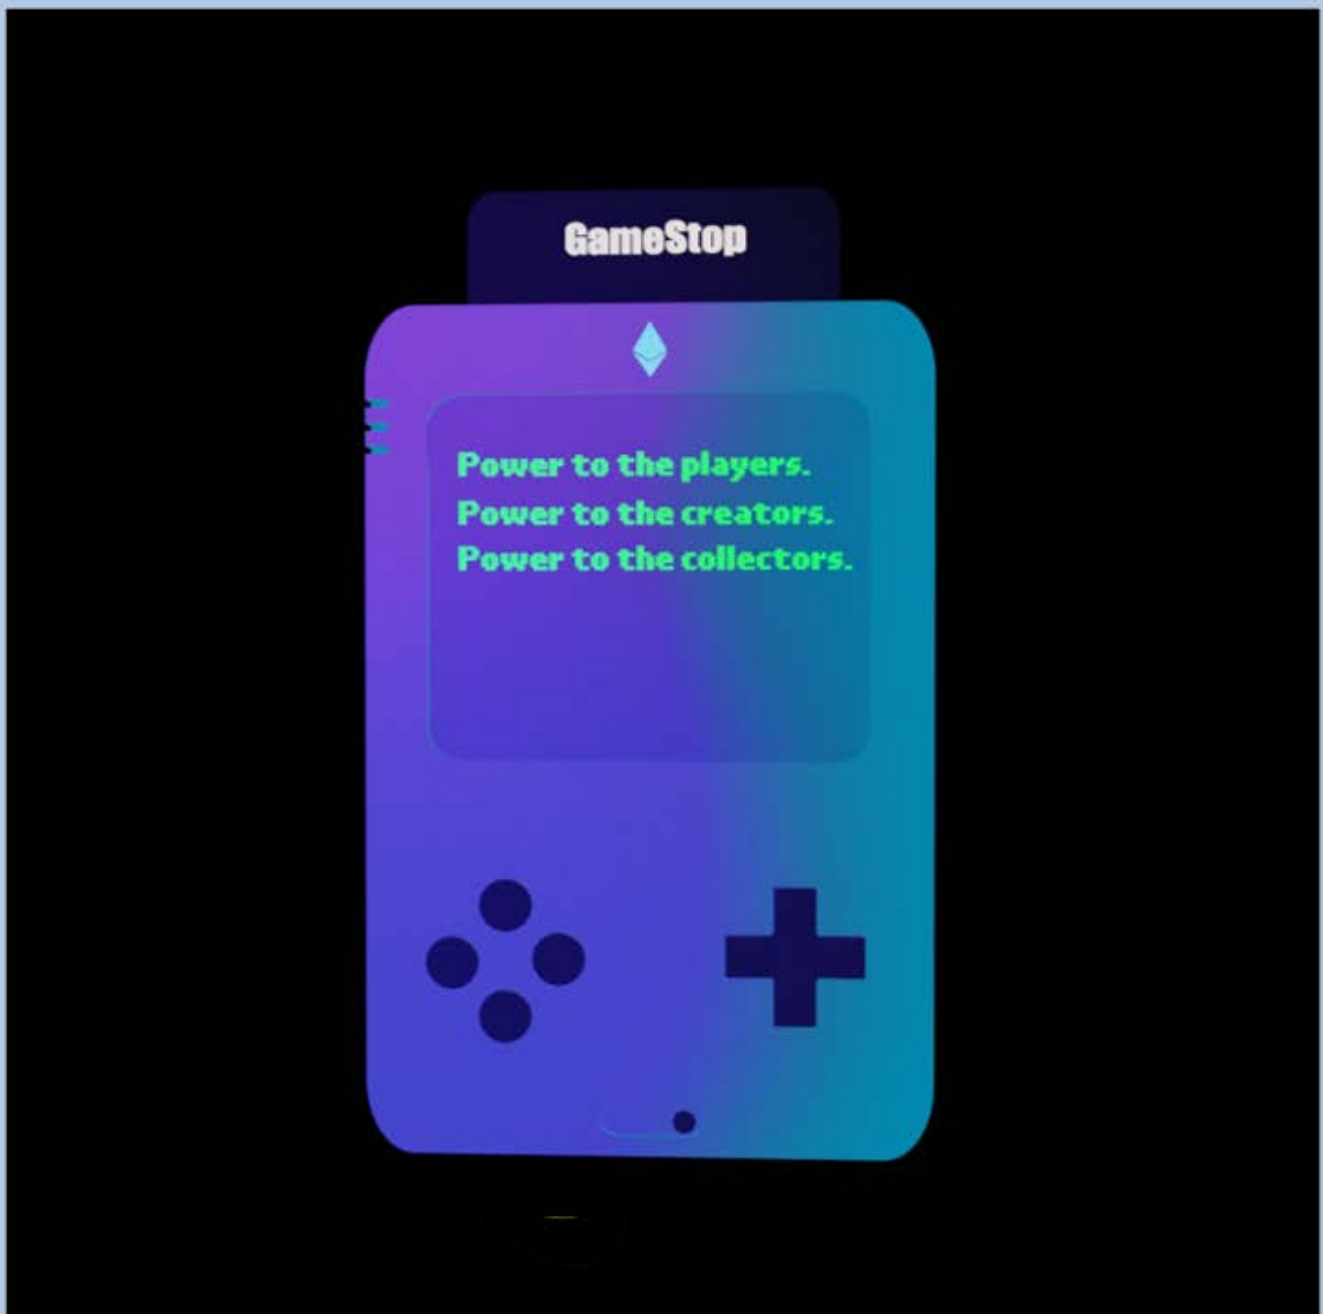 GameStop
Power to the players.
Power to the creators.
Power to the collectors.